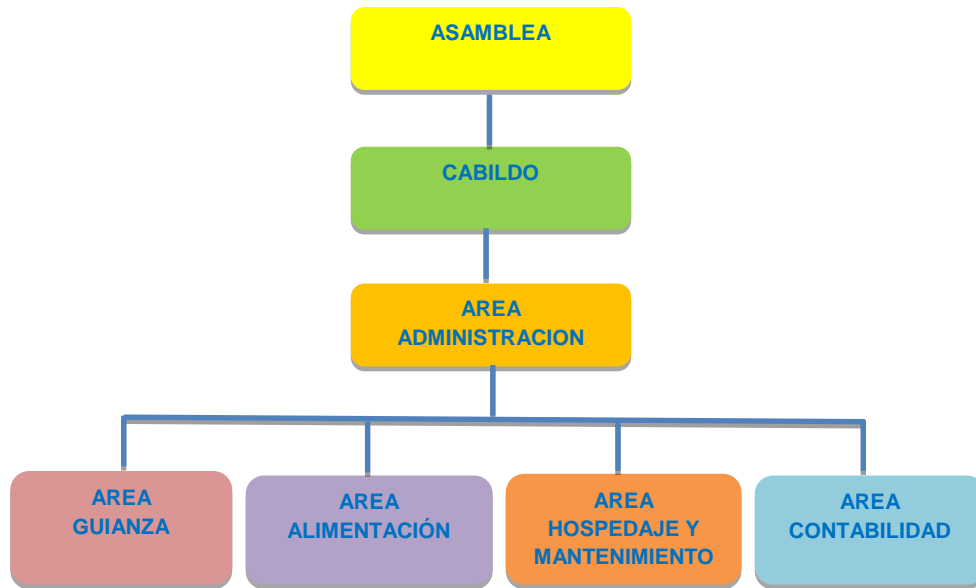 ASAMBLEA
CABILDO
AREA
ADMINISTRACION
AREA
GUIANZA
AREA
ALIMENTACIÓN
AREA
HOSPEDAJE Y
MANTENIMIENTO
AREA
CONTABILIDAD